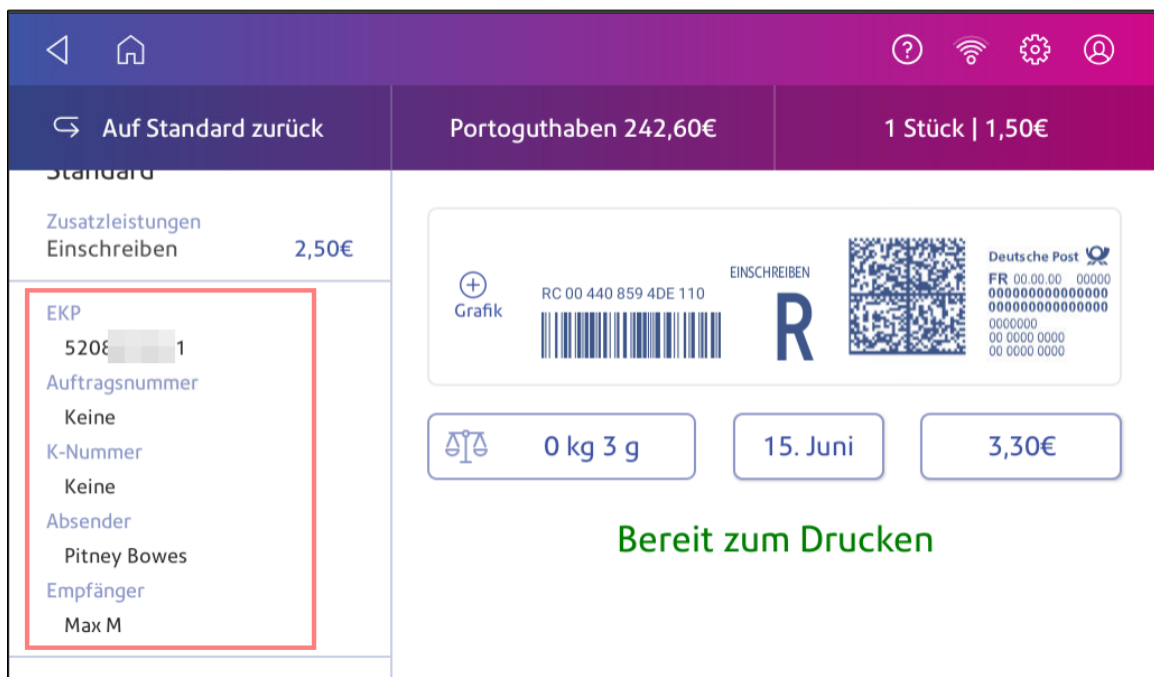 Auf Standard zurück
Portoguthaben 242,60€
1 Stück | 1,50€
Standard
Zusatzleistungen
Einschreiben 2,50€
EKP
5208 1
Auftragsnummer
Keine
K-Nummer
Keine
Absender
Pitney Bowes
Empfänger
Max M
Grafik
RC 00 440 859 4DE 110
EINSCHREIBEN
R
Deutsche Post
FR 00.00.00 00000
000000000000000
000000000000000
0000000
00 0000 0000
00 0000 0000
0 kg 3 g
15. Juni
3,30€
Bereit zum Drucken